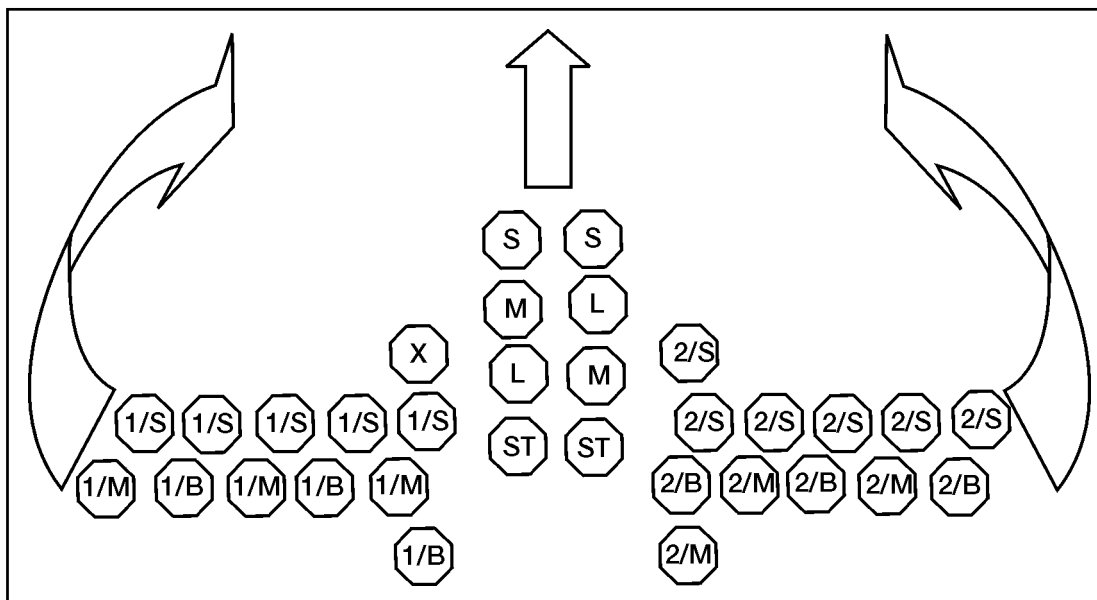 S S
M L
X L M 2/S
1/S 1/S 1/S 1/S 1/S ST ST 2/S 2/S 2/S 2/S 2/S
1/M 1/B 1/M 1/B 1/M 2/B 2/M 2/B 2/M 2/B
1/B 2/M